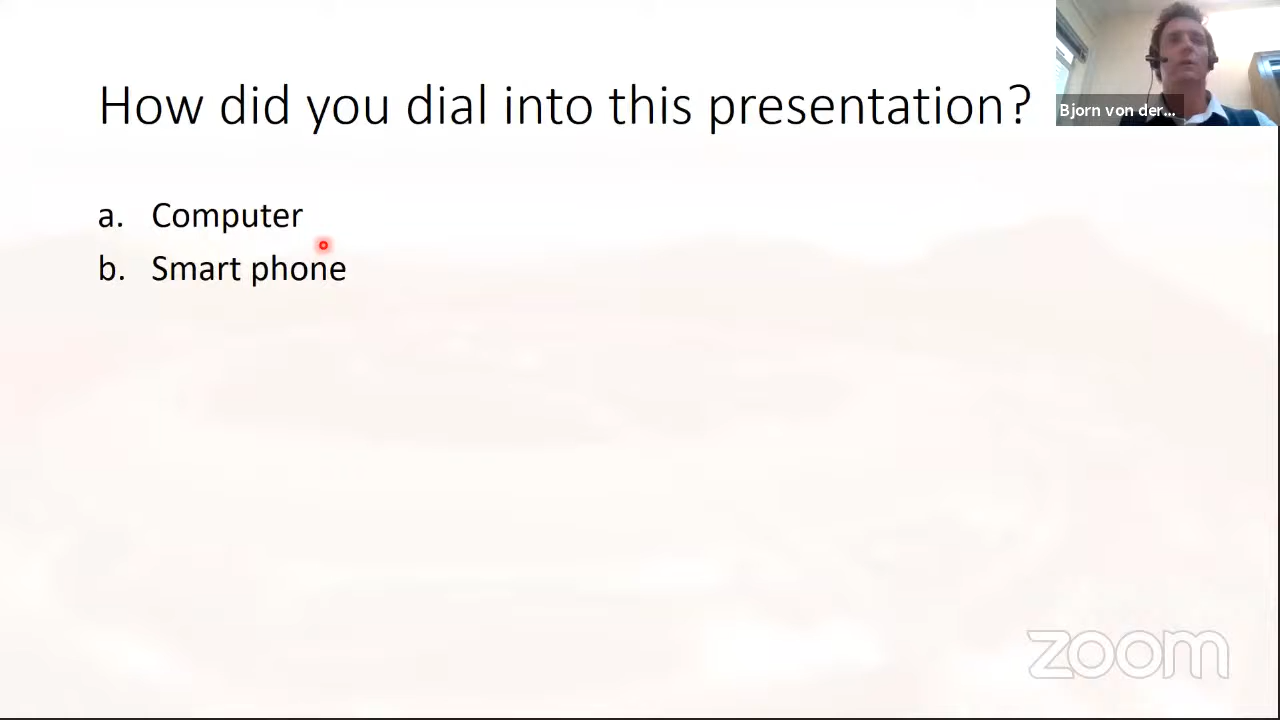 How did you dial into this presentation?
Bjorn von der...
a. Computer
b. Smart phone
zoom